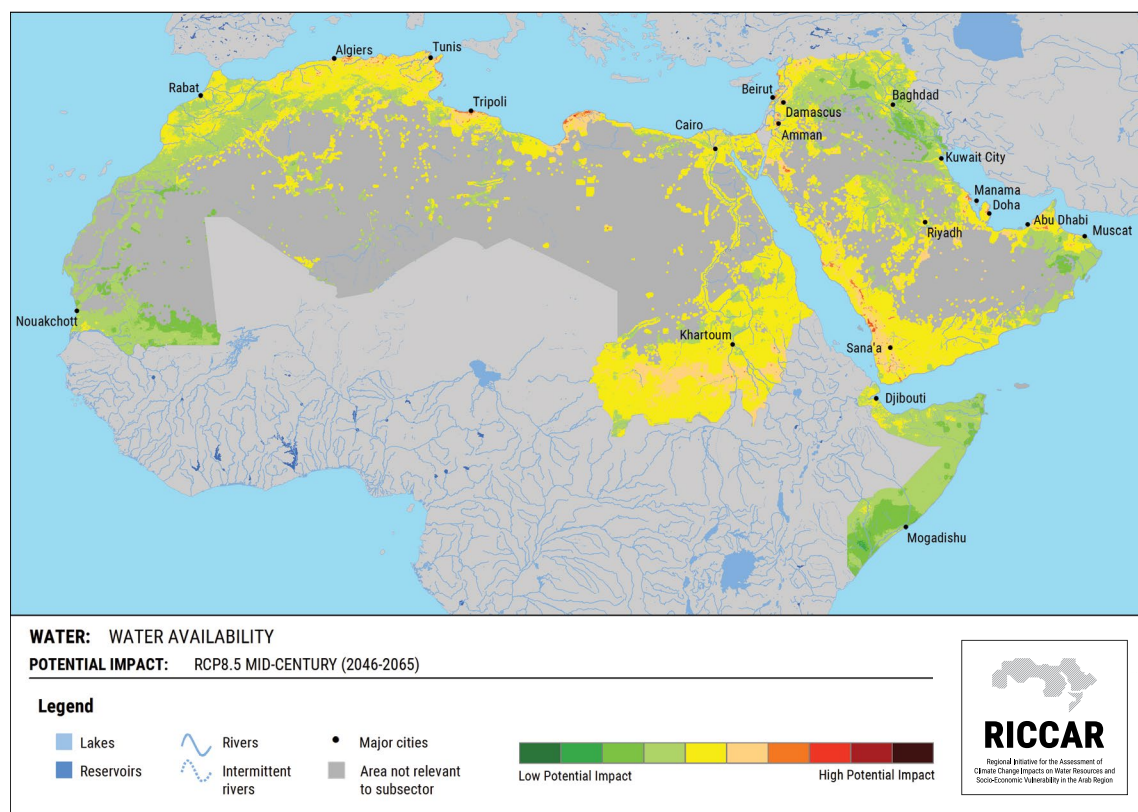 Algiers
Tunis
Rabat
Tripoli
Beirut
Damascus
Baghdad
Cairo
Amman
Kuwait City
Manama
Doha
Abu Dhabi
Riyadh
Muscat
Nouakchott
Khartoum
Sana'a
Djibouti
Mogadishu
WATER: WATER AVAILABILITY
POTENTIAL IMPACT: RCP8.5 MID-CENTURY (2046-2065)
Legend
Lakes
Reservoirs
Rivers
Intermittent
rivers
Major cities
Area not relevant
to subsector
Low Potential Impact
High Potential Impact
RICCAR
Regional Initiative for the Assessment of
Climate Change Impacts on Water Resources and
Socio-Economic Vulnerability in the Arab Region